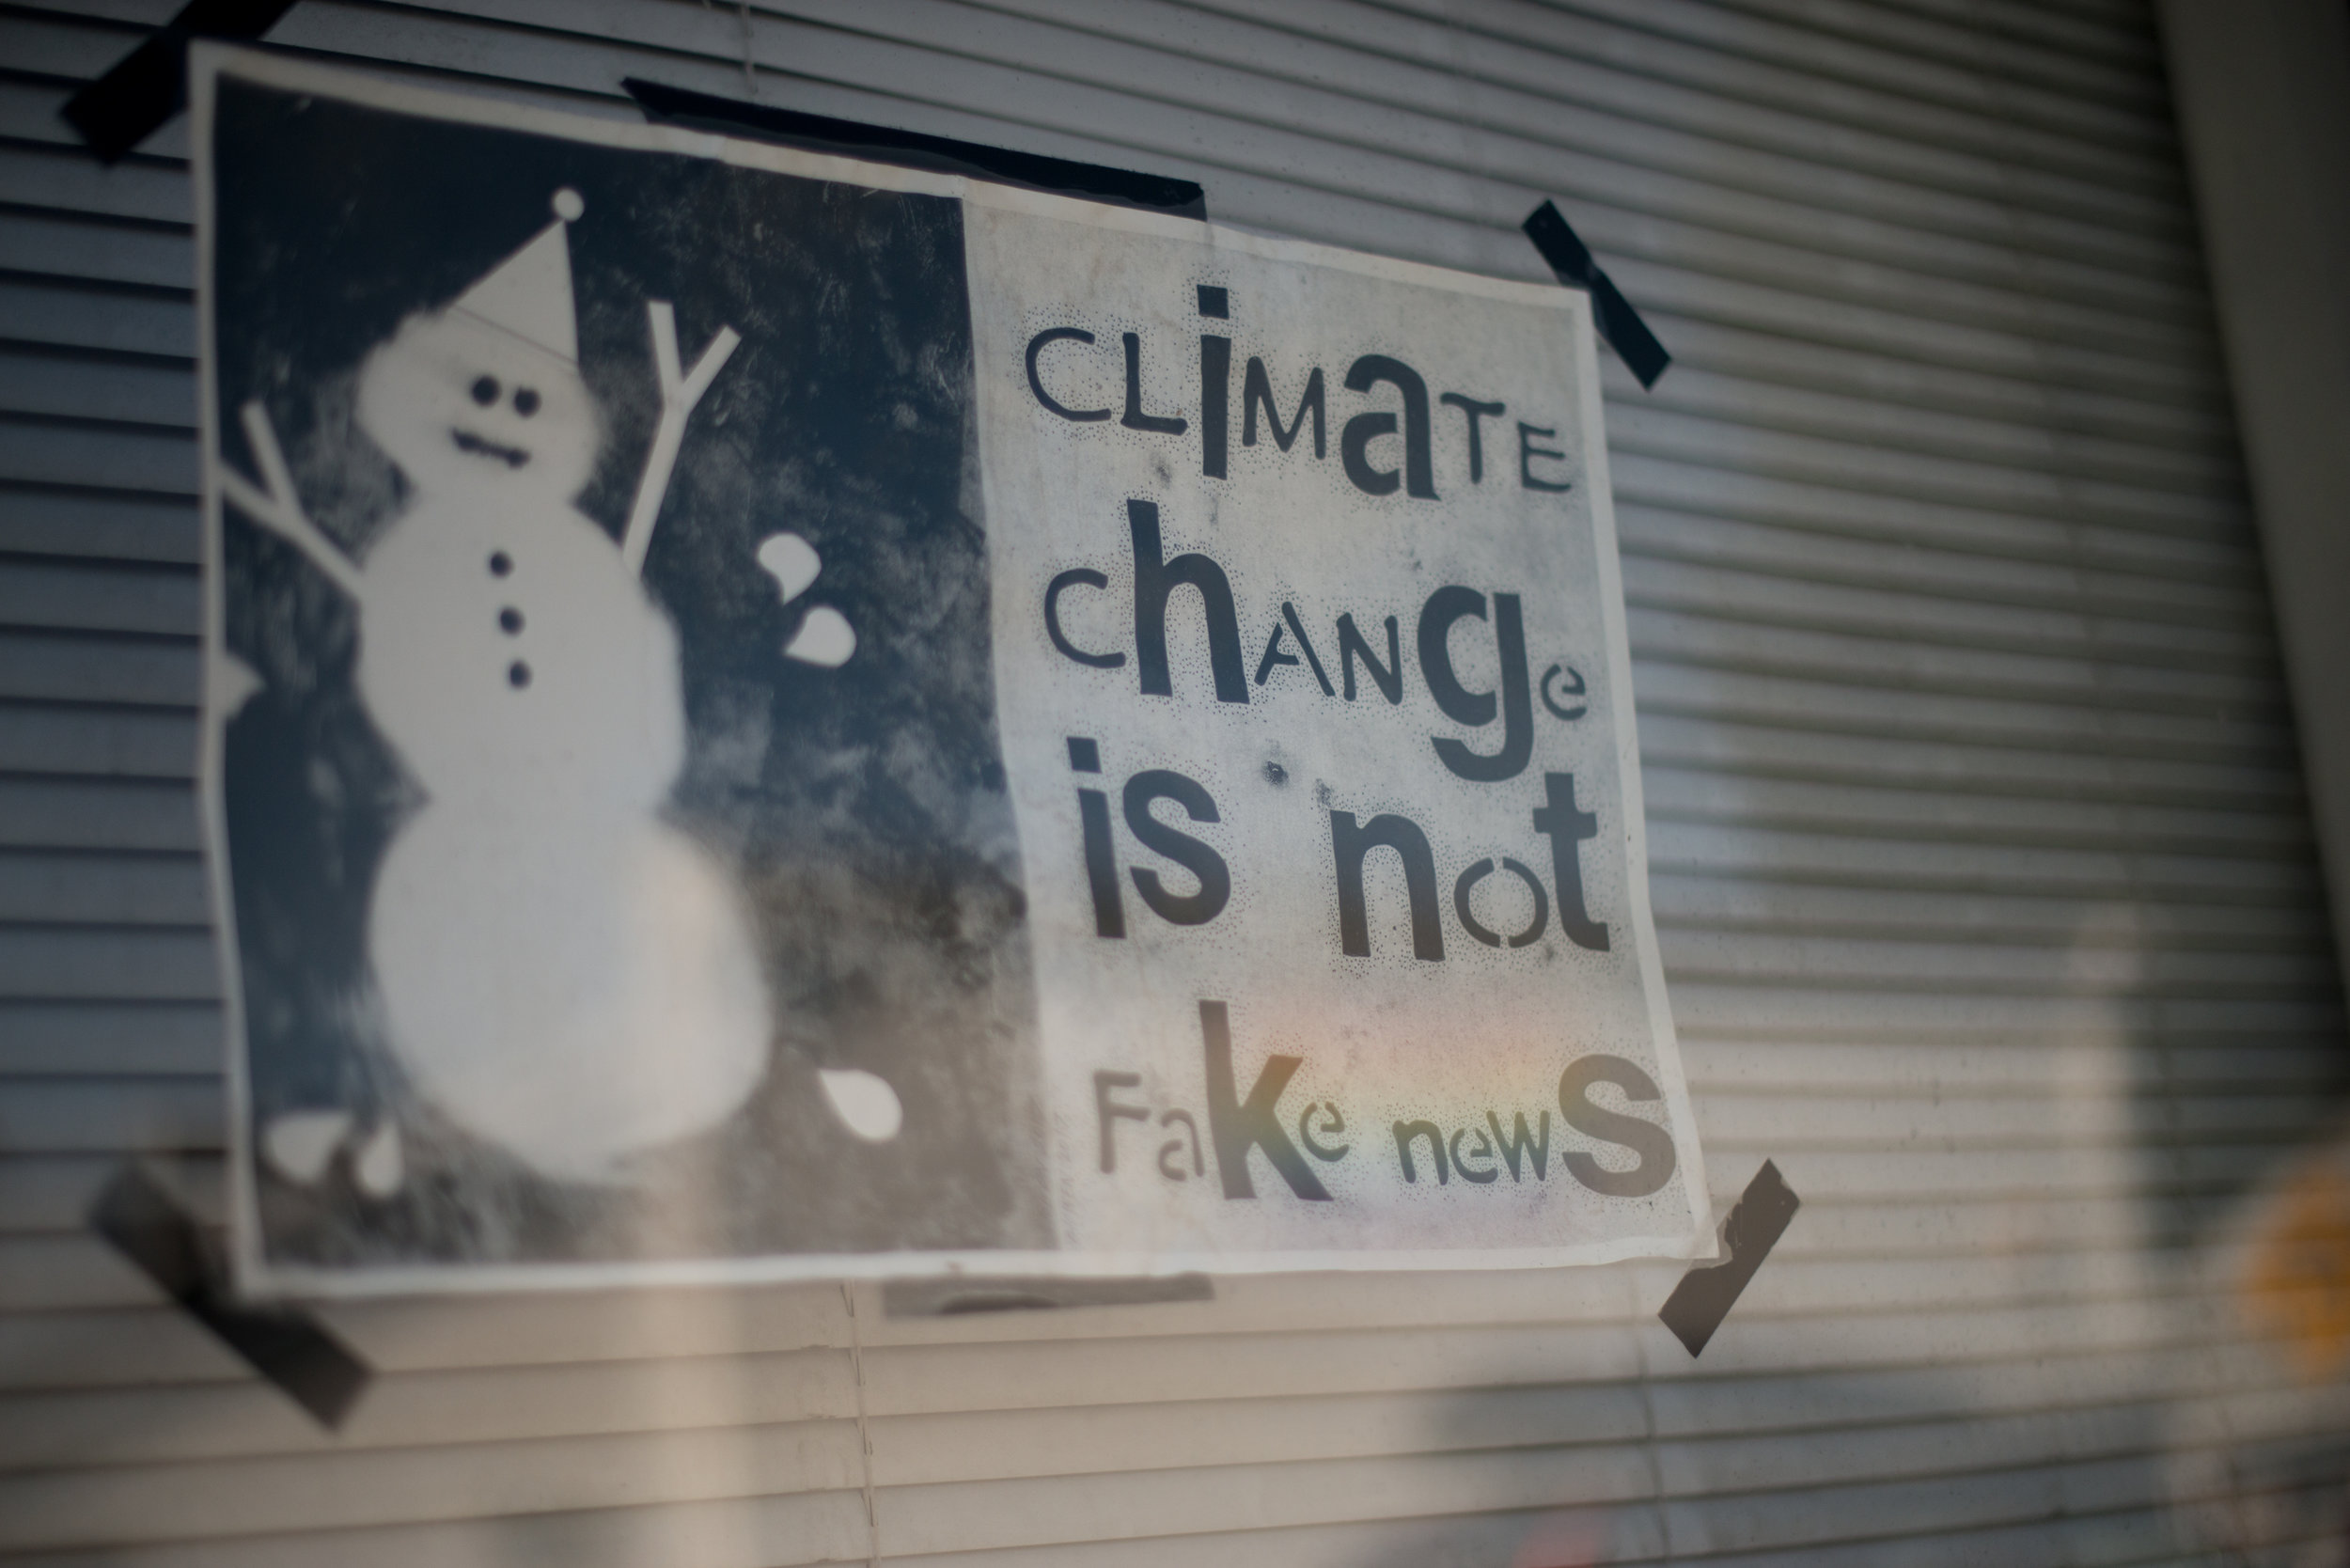 CLiMaTE
ChANge
is not
Fake newS